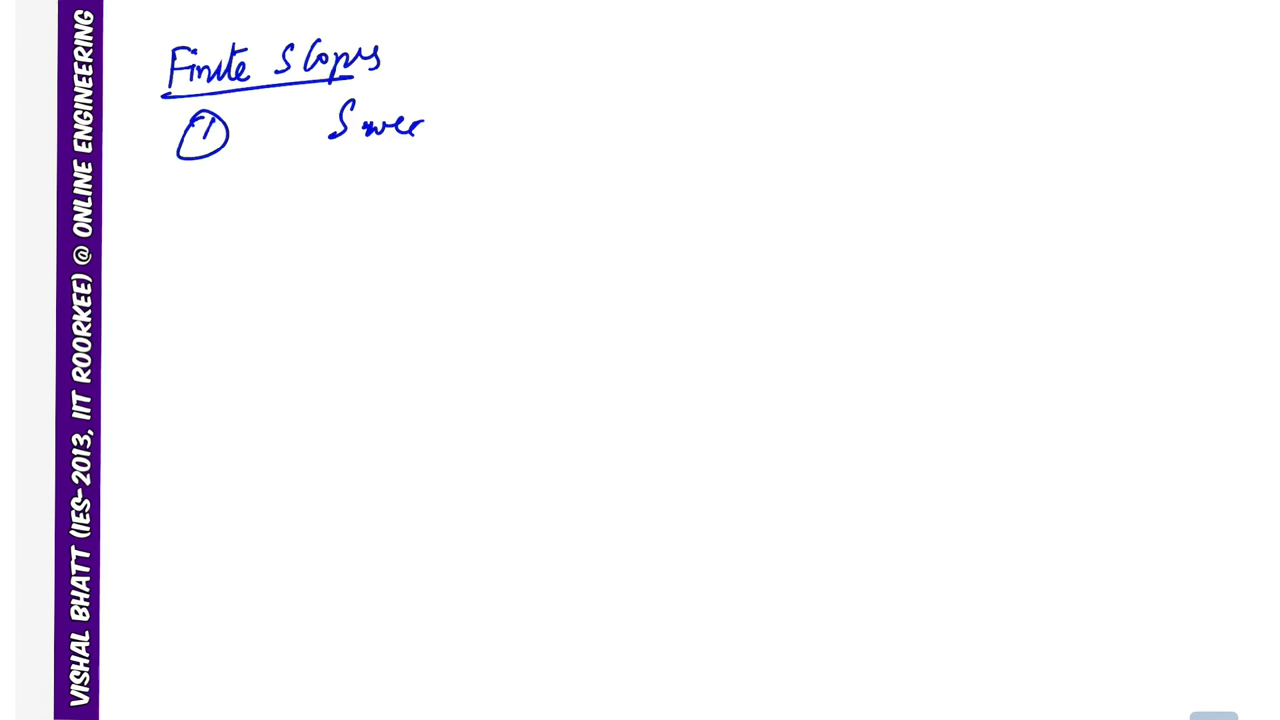 VISHAL BHATT (IES-2013, IIT ROORKEE) @ ONLINE ENGINEERING
Finite Slopes
1